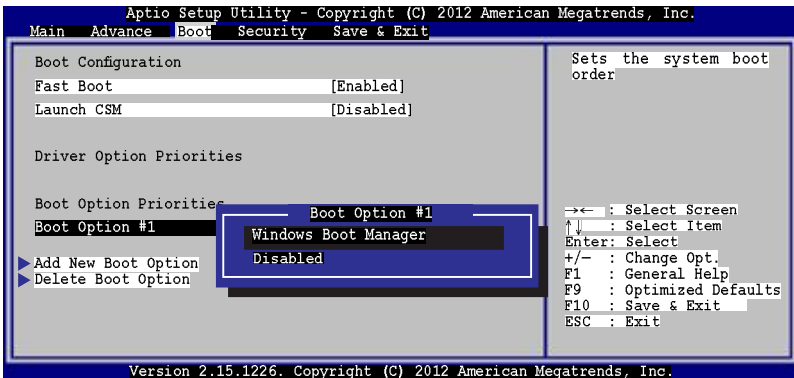 Aptio Setup Utility - Copyright (C) 2012 American Megatrends, Inc.
Main Advance Boot Security Save & Exit
Boot Configuration
Fast Boot [Enabled]
Launch CSM [Disabled]
Driver Option Priorities
Boot Option Priorities
Boot Option #1
Add New Boot Option
Delete Boot Option
Boot Option #1
Windows Boot Manager
Disabled
Sets the system boot
order
→← : Select Screen
↑↓ : Select Item
Enter: Select
+/— : Change Opt.
F1 : General Help
F9 : Optimized Defaults
F10 : Save & Exit
ESC : Exit
Version 2.15.1226. Copyright (C) 2012 American Megatrends, Inc.